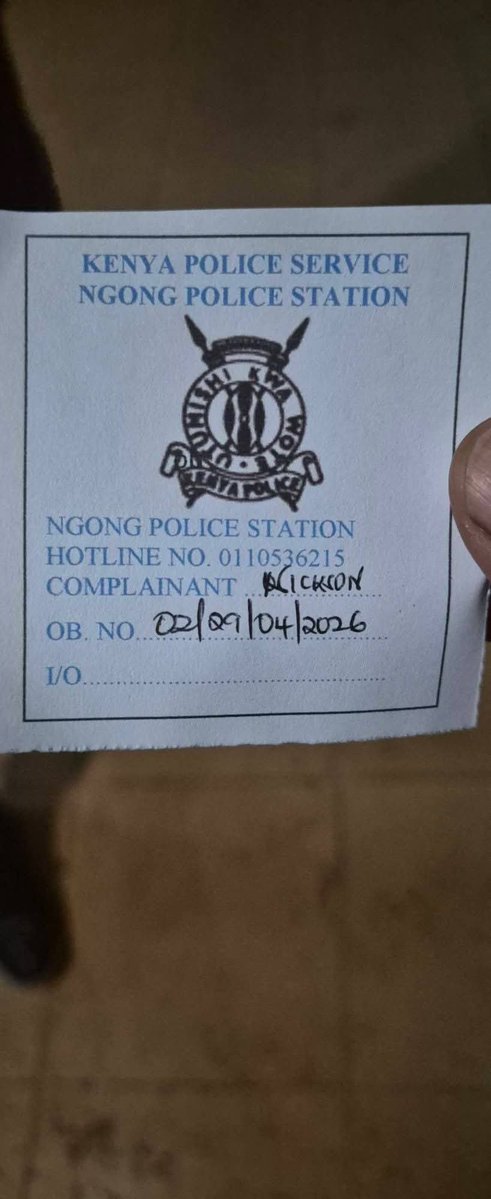 KENYA POLICE SERVICE
NGONG POLICE STATION
UTUMISHI KWA WOTE
KENYA POLICE
NGONG POLICE STATION
HOTLINE NO. 0110536215
COMPLAINANT
OB. NO. 02/29/04/2026
I/O